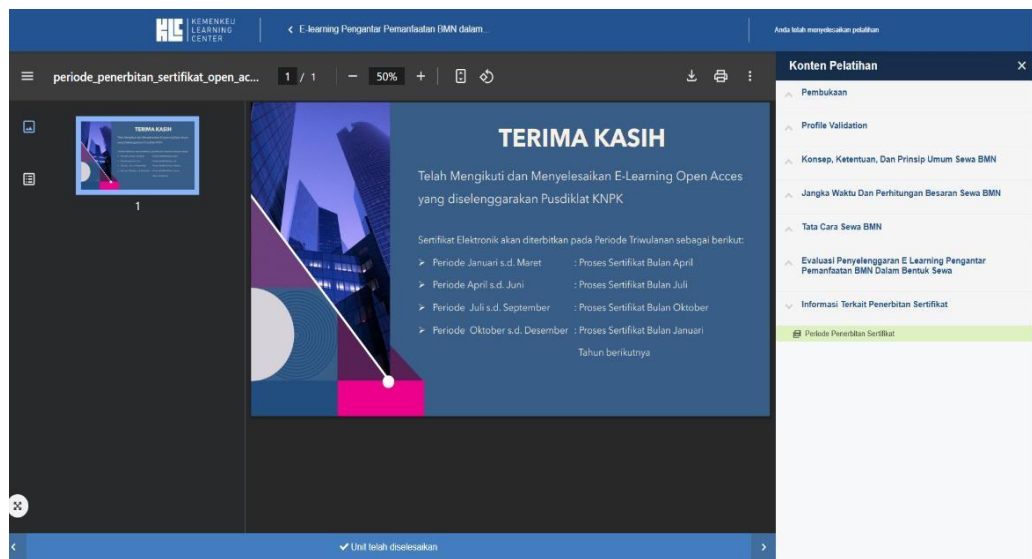 KLC KEMENKEU
LEARNING
CENTER
E-learning Pengantar Pemanfaatan BMN dalam...
Anda telah menyelesaikan pelatihan
periode_penerbitan_sertifikat_open_ac...
1 / 1
50%
TERIMA KASIH
1
TERIMA KASIH
Telah Mengikuti dan Menyelesaikan E-Learning Open Acces
yang diselenggarakan Pusdiklat KNPK
Sertifikat Elektronik akan diterbitkan pada Periode Triwulanan sebagai berikut:
➢ Periode Januari s.d. Maret : Proses Sertifikat Bulan April
➢ Periode April s.d. Juni : Proses Sertifikat Bulan Juli
➢ Periode Juli s.d. September : Proses Sertifikat Bulan Oktober
➢ Periode Oktober s.d. Desember : Proses Sertifikat Bulan Januari
Tahun berikutnya
Konten Pelatihan
Pembukaan
Profile Validation
Konsep, Ketentuan, Dan Prinsip Umum Sewa BMN
Jangka Waktu Dan Perhitungan Besaran Sewa BMN
Tata Cara Sewa BMN
Evaluasi Penyelenggaran E Learning Pengantar
Pemanfaatan BMN Dalam Bentuk Sewa
Informasi Terkait Penerbitan Sertifikat
Periode Penerbitan Sertifikat
Unit telah diselesaikan